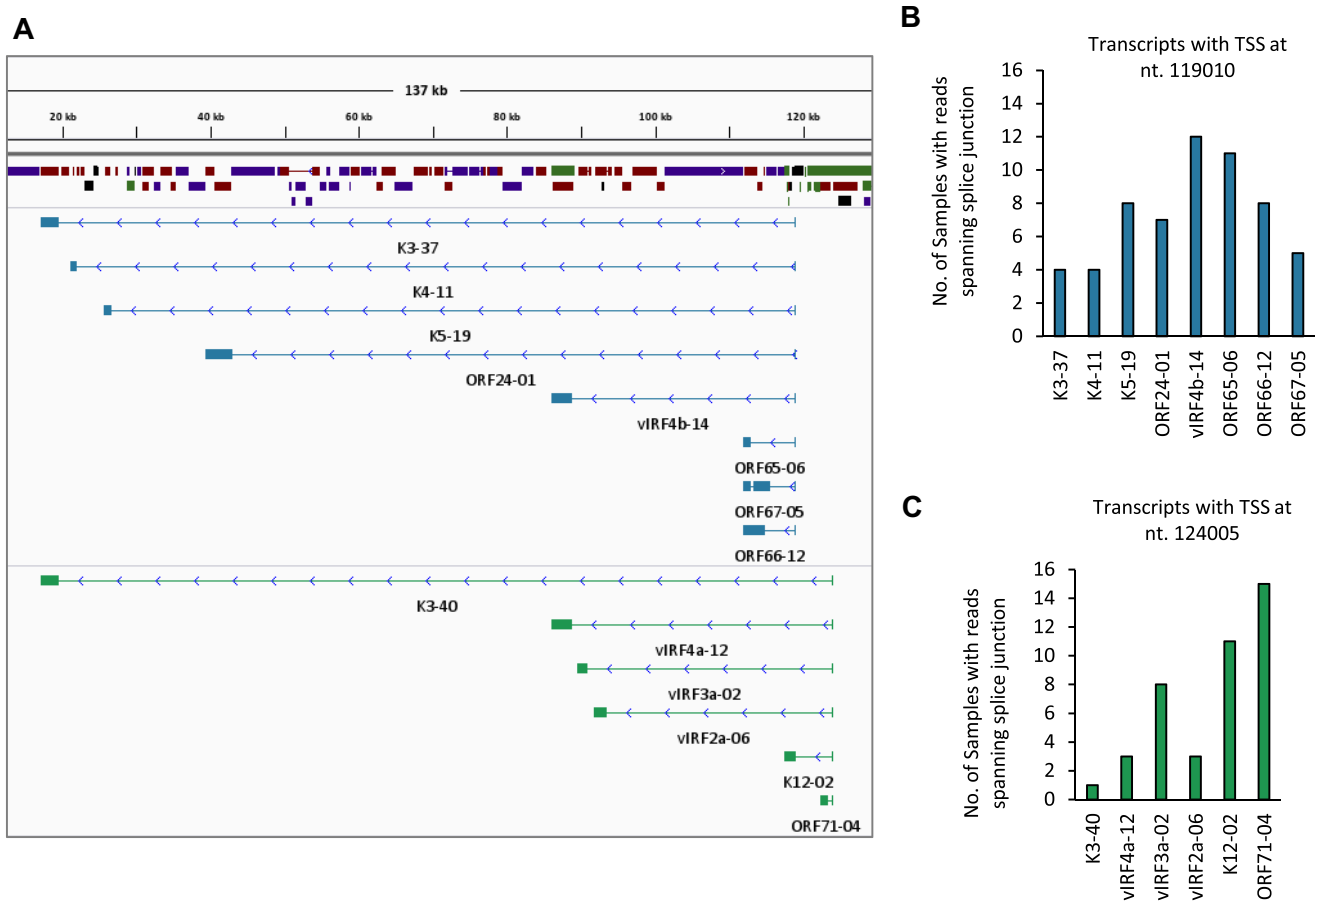 A
137 kb
20 kb 40 kb 60 kb 80 kb 100 kb 120 kb
K3-37
K4-11
K5-19
ORF24-01
vIRF4b-14
ORF65-06
ORF67-05
ORF66-12
K3-40
vIRF4a-12
vIRF3a-02
vIRF2a-06
K12-02
ORF71-04
B
Transcripts with TSS at
nt. 119010
No. of Samples with reads
spanning splice junction
16
14
12
10
8
6
4
2
0
K3-37
K4-11
K5-19
ORF24-01
vIRF4b-14
ORF65-06
ORF66-12
ORF67-05
C
Transcripts with TSS at
nt. 124005
No. of Samples with reads
spanning splice junction
16
14
12
10
8
6
4
2
0
K3-40
vIRF4a-12
vIRF3a-02
vIRF2a-06
K12-02
ORF71-04